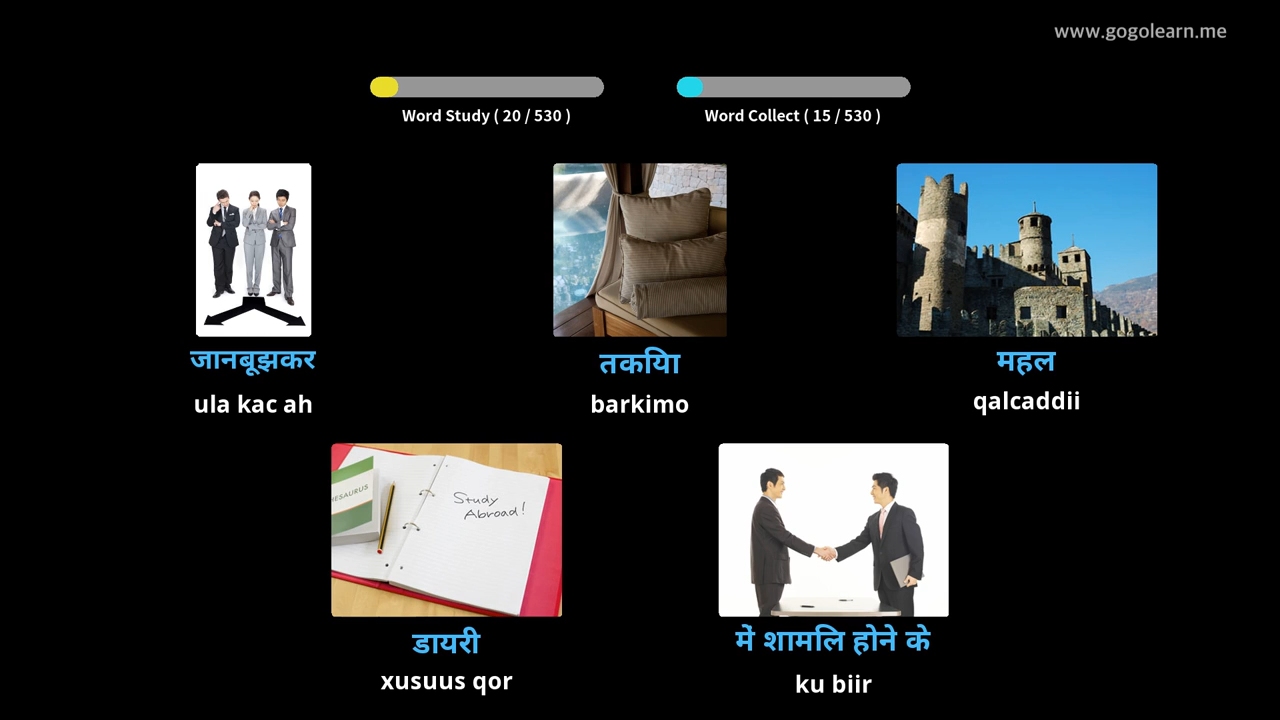 www.gogolearn.me
Word Study ( 20 / 530 )
Word Collect ( 15 / 530 )
जानबूझकर
तकिया
महल
ula kac ah
barkimo
qalcaddii
HESAURUS
Study
Abroad!
डायरी
में शामिल होने के
xusuus qor
ku biir